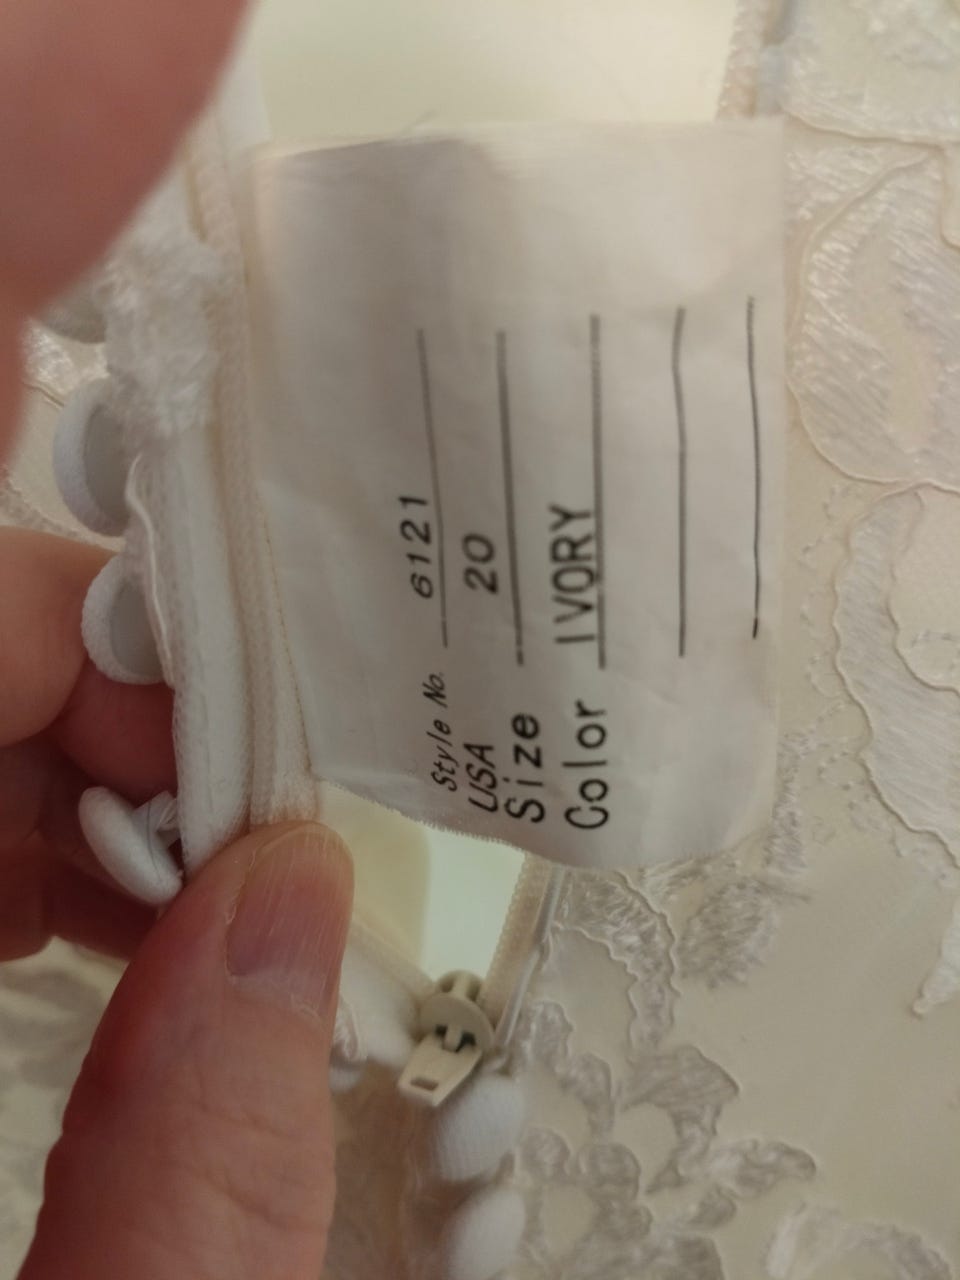 Style No. 6121
USA
Size 20
Color IVORY